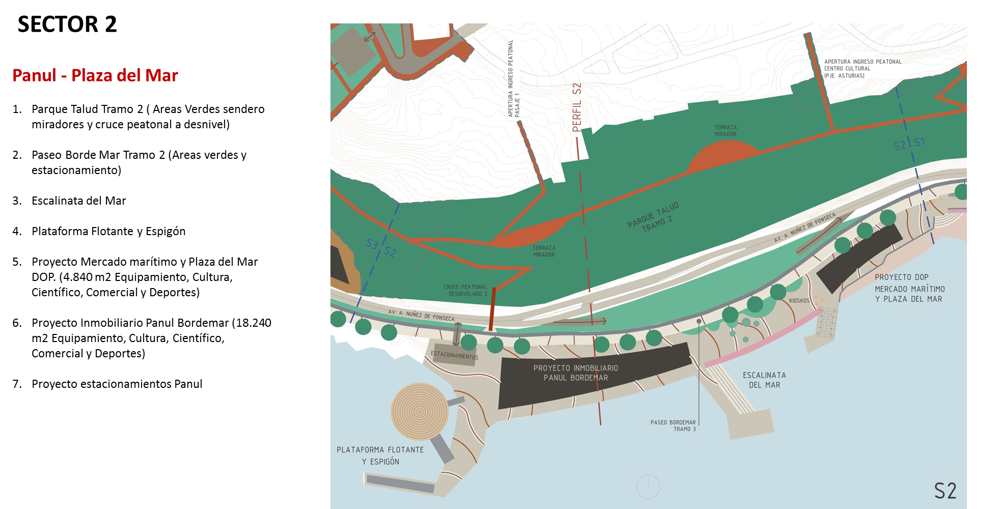 SECTOR 2
Panul - Plaza del Mar
1. Parque Talud Tramo 2 ( Areas Verdes sendero
miradores y cruce peatonal a desnivel)
2. Paseo Borde Mar Tramo 2 (Areas verdes y
estacionamiento)
3. Escalinata del Mar
4. Plataforma Flotante y Espigón
5. Proyecto Mercado marítimo y Plaza del Mar
DOP. (4.840 m2 Equipamiento, Cultura,
Científico, Comercial y Deportes)
6. Proyecto Inmobiliario Panul Bordemar (18.240
m2 Equipamiento, Cultura, Científico,
Comercial y Deportes)
7. Proyecto estacionamientos Panul
APERTURA INGRESO PEATONAL
PASAJE 1
PERFIL S2
APERTURA INGRESO PEATONAL
CENTRO CULTURAL
(PJE. ASTURIAS)
TERRAZA
MIRADOR
S2 S1
PARQUE TALUD
TRAMO 2
AV. A. NUÑEZ DE FONSECA
S3 S2
TERRAZA
MIRADOR
CRUCE PEATONAL
DESNIVELADO 2
AV. A. NUÑEZ DE FONSECA
KIOSKOS
PROYECTO DOP
MERCADO MARÍTIMO
Y PLAZA DEL MAR
ESTACIONAMIENTOS
PROYECTO INMOBILIARIO
PANUL BORDEMAR
ESCALINATA
DEL MAR
PASEO BORDEMAR
TRAMO 3
PLATAFORMA FLOTANTE
Y ESPIGÓN
S2